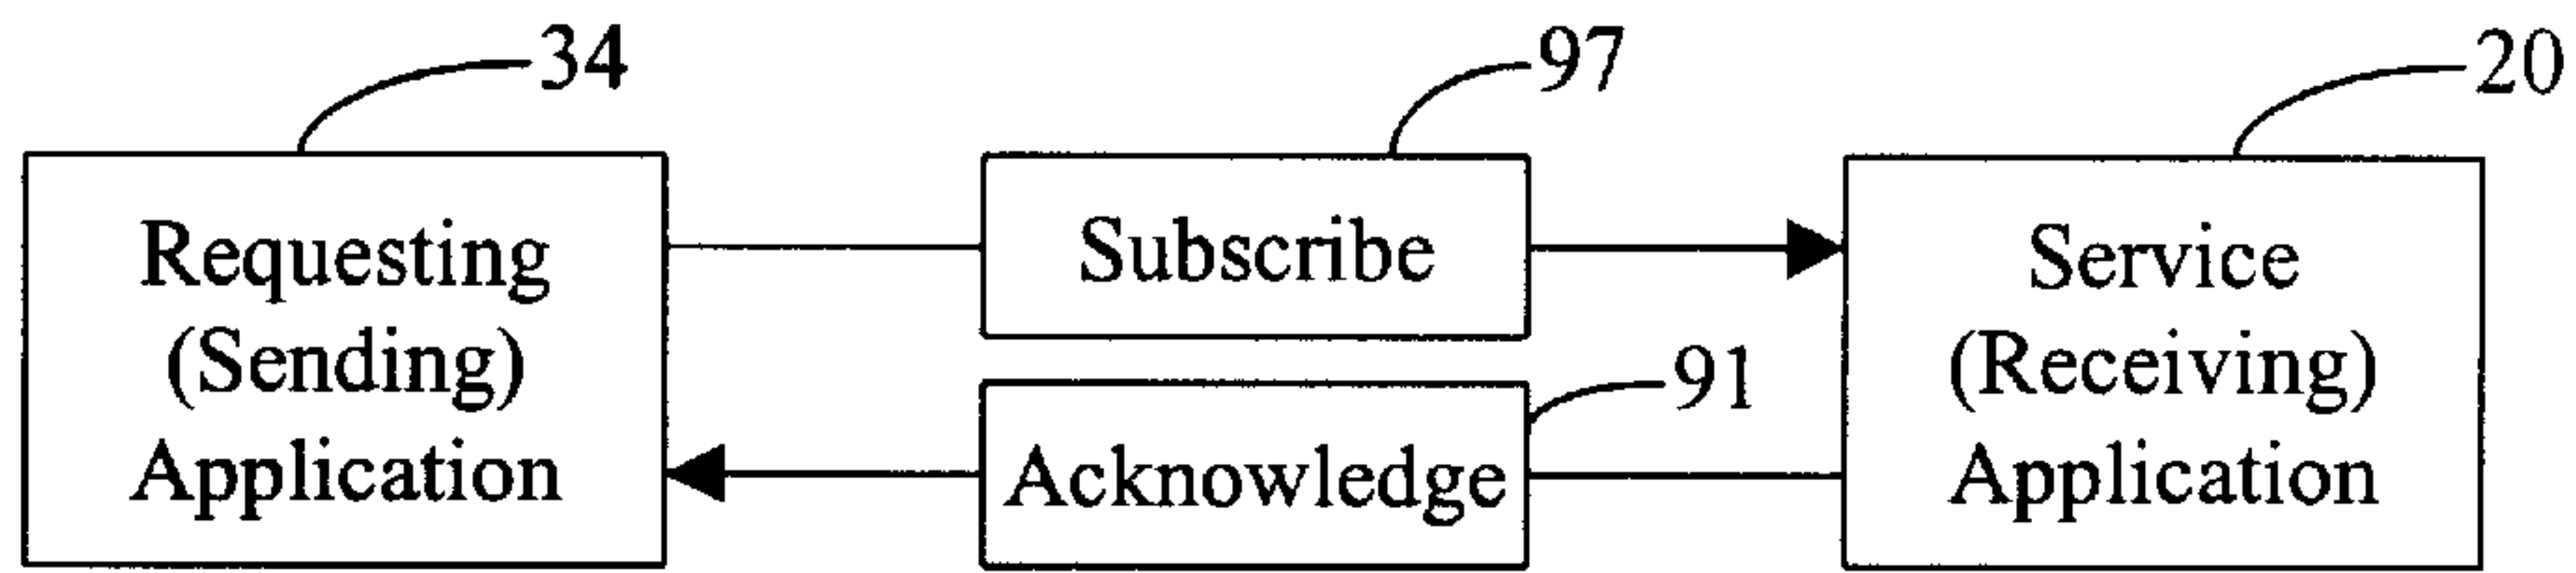 34
97
20
Requesting
(Sending)
Application
Subscribe
Service
(Receiving)
Application
91
Acknowledge